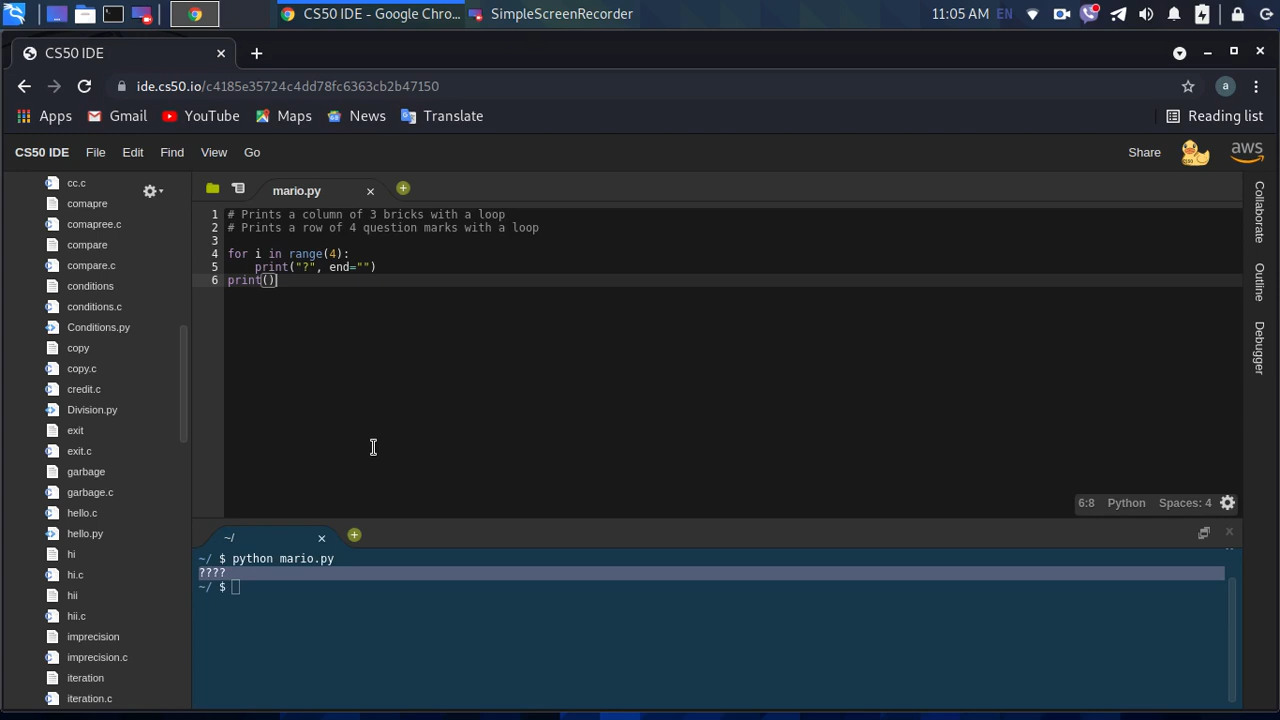 CS50 IDE - Google Chro...
SimpleScreenRecorder
11:05 AM EN
CS50 IDE
ide.cs50.io/c4185e35724c4dd78fc6363cb2b47150
a
Apps
Gmail
YouTube
Maps
News
Translate
Reading list
CS50 IDE File Edit Find View Go
Share
aws
cc.c
comapre
comapree.c
compare
compare.c
conditions
conditions.c
Conditions.py
copy
copy.c
credit.c
Division.py
exit
exit.c
garbage
garbage.c
hello.c
hello.py
hi
hi.c
hii
hii.c
imprecision
imprecision.c
iteration
iteration.c
mario.py
1 # Prints a column of 3 bricks with a loop
2 # Prints a row of 4 question marks with a loop
3
4 for i in range(4):
5     print("?", end="")
6 print()
6:8 Python Spaces: 4
Collaborate
Outline
Debugger
~/
~/ $ python mario.py
????
~/ $